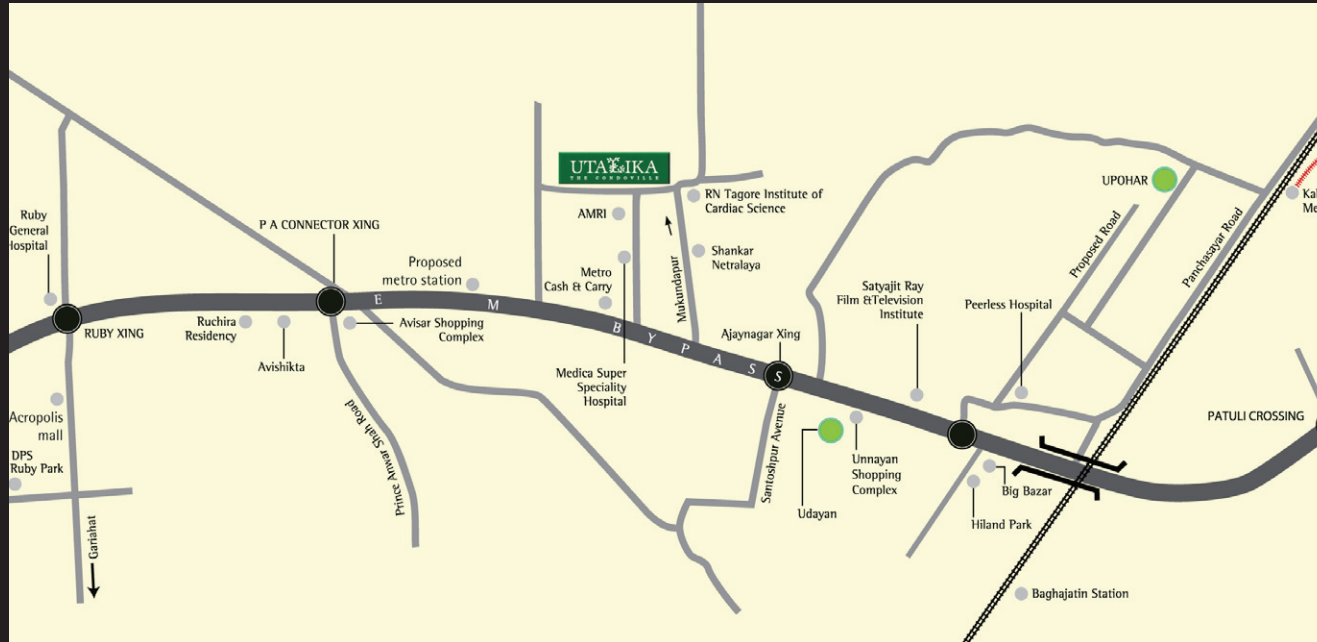 UTALIKA
THE CONDOVILLE
RN Tagore Institute of
Cardiac Science
AMRI
UPOHAR
Ruby
General
Hospital
P A CONNECTOR XING
Proposed
metro station
Metro
Cash & Carry
Mukundapur
Shankar
Netralaya
Proposed Road
Panchasayar Road
Satyajit Ray
Film &Television
Institute
Peerless Hospital
RUBY XING
Ruchira
Residency
Avishikta
Avisar Shopping
Complex
E M BYPASS
Ajaynagar Xing
S
Medica Super
Speciality
Hospital
Acropolis
mall
DPS
Ruby Park
Gariahat
Prince Anwar Shah Road
Santoshpur Avenue
Udayan
Unnayan
Shopping
Complex
Big Bazar
Hiland Park
PATULI CROSSING
Baghajatin Station